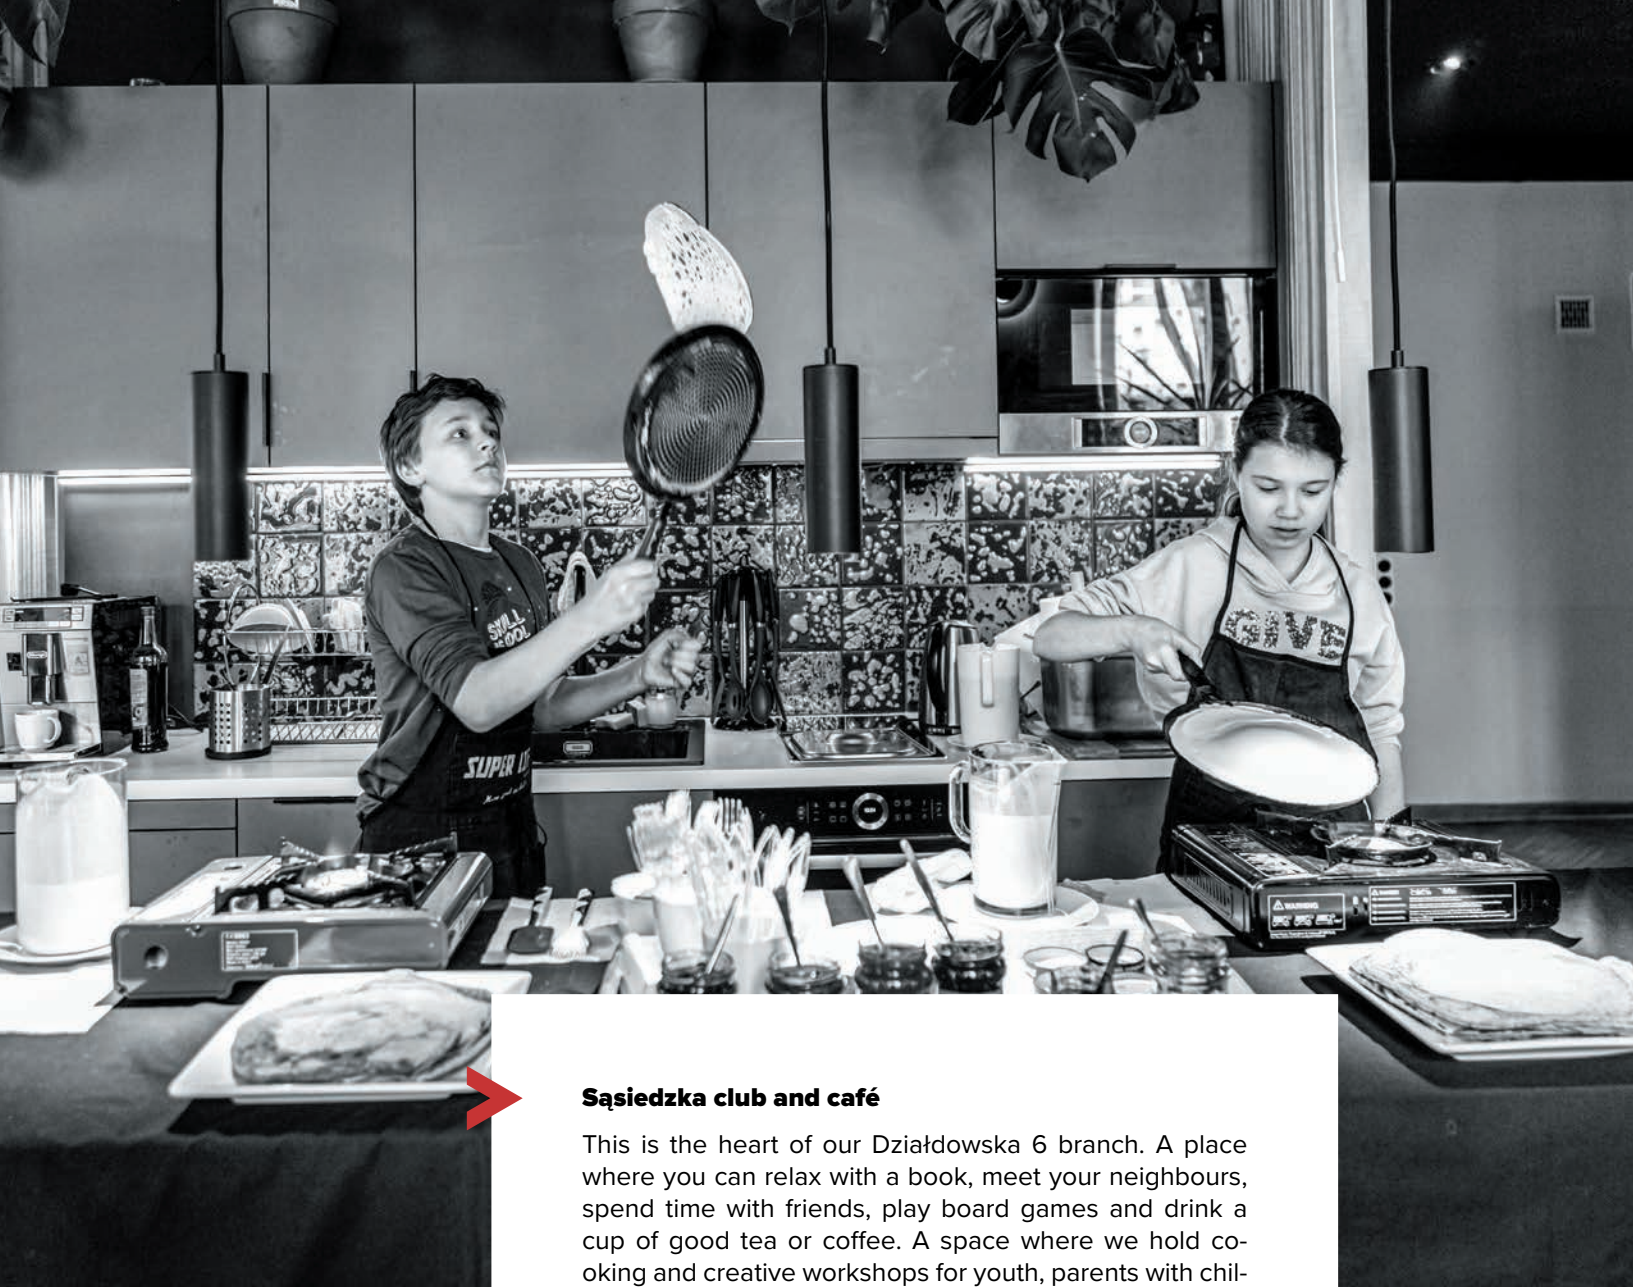 SKILL
SUPER
GIVE
WARNING
Sąsiedzka club and café
This is the heart of our Działdowska 6 branch. A place
where you can relax with a book, meet your neighbours,
spend time with friends, play board games and drink a
cup of good tea or coffee. A space where we hold co-
oking and creative workshops for youth, parents with chil-